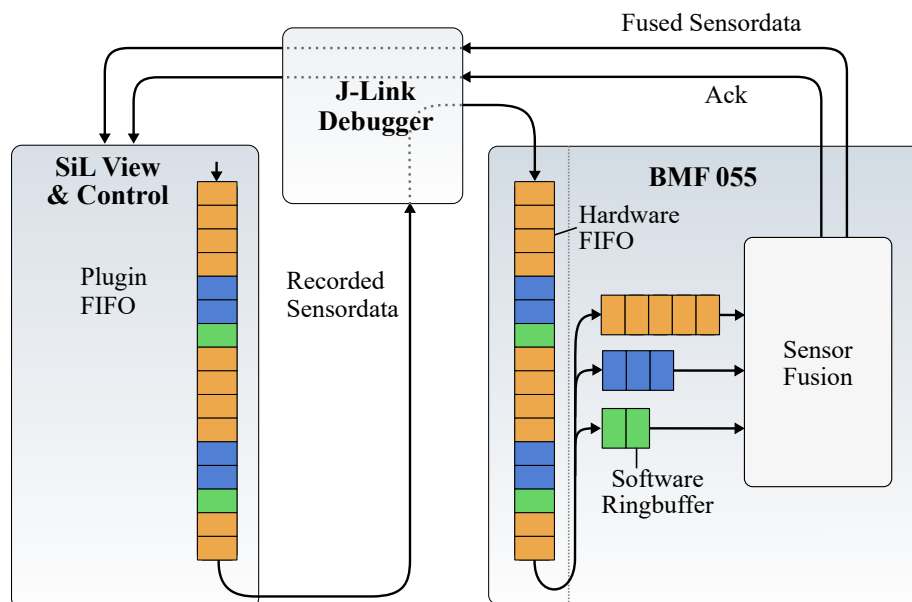 Fused Sensordata
Ack
J-Link
Debugger
SiL View
& Control
BMF 055
Plugin
FIFO
Recorded
Sensordata
Hardware
FIFO
Sensor
Fusion
Software
Ringbuffer